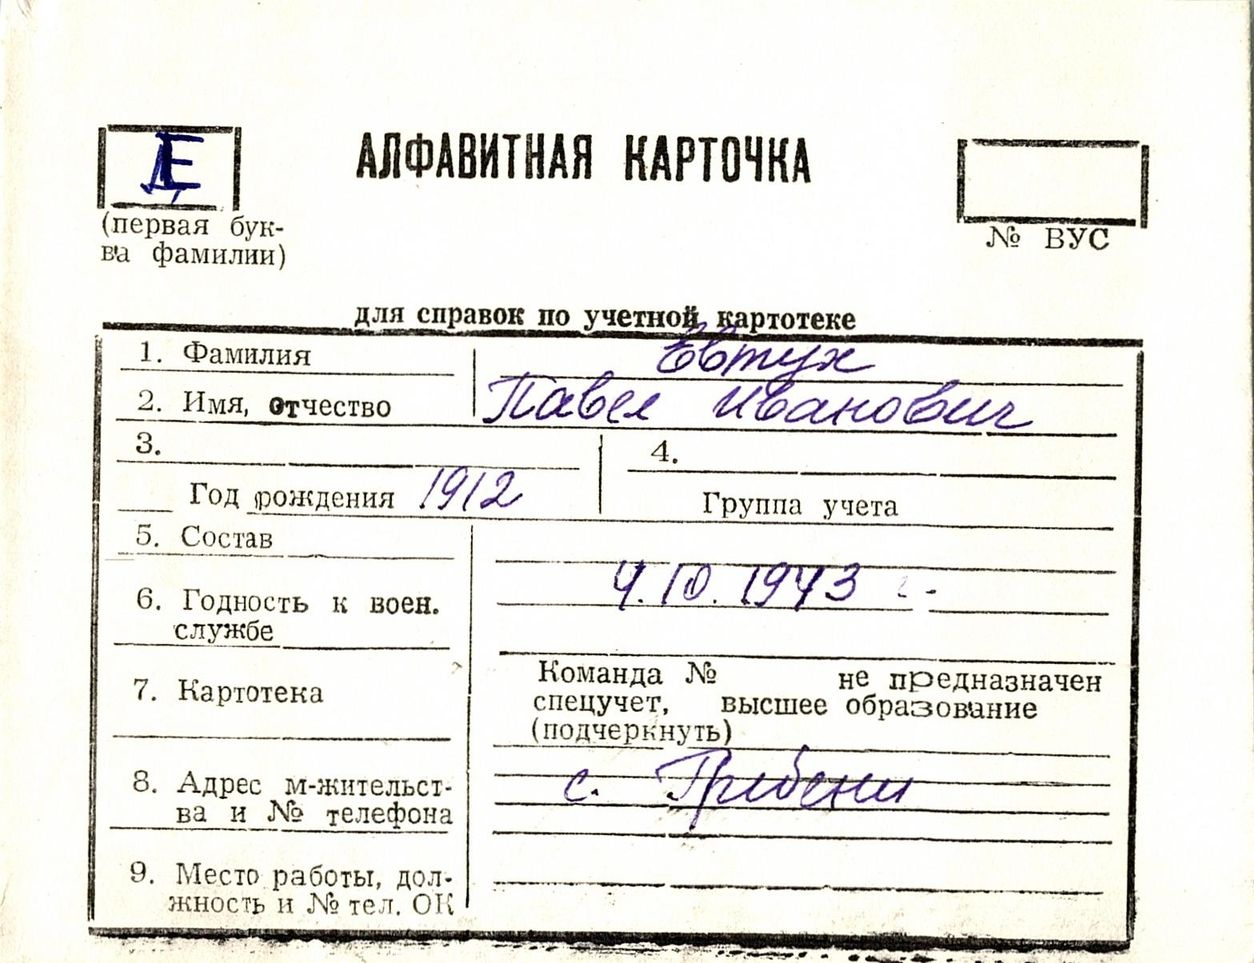 Е
АЛФАВИТНАЯ КАРТОЧКА
(первая бук-
ва фамилии)
№ ВУС
для справок по учетной картотеке
1. Фамилия Евтух
2. Имя, отчество Павел Иванович
3.
4.
Год рождения 1912
Группа учета
5. Состав
4.10.1943 г.
6. Годность к воен.
службе
Команда № не предназначен
7. Картотека
спецучет, высшее образование
(подчеркнуть)
8. Адрес м-жительст-
с. Гребени
ва и № телефона
9. Место работы, дол-
жность и № тел. ОК